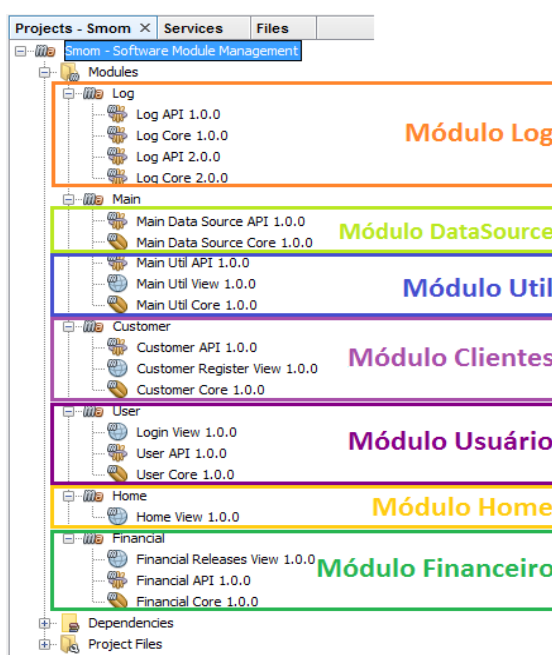 Projects - Smom × Services Files
Smom - Software Module Management
Modules
Log
Log API 1.0.0
Log Core 1.0.0
Módulo Log
Log API 2.0.0
Log Core 2.0.0
Main
Main Data Source API 1.0.0
Módulo DataSource
Main Data Source Core 1.0.0
Main Util API 1.0.0
Main Util View 1.0.0
Módulo Util
Main Util Core 1.0.0
Customer
Customer API 1.0.0
Módulo Clientes
Customer Register View 1.0.0
Customer Core 1.0.0
User
Login View 1.0.0
Módulo Usuário
User API 1.0.0
User Core 1.0.0
Home
Módulo Home
Home View 1.0.0
Financial
Financial Releases View 1.0.0
Módulo Financeiro
Financial API 1.0.0
Financial Core 1.0.0
Dependencies
Project Files